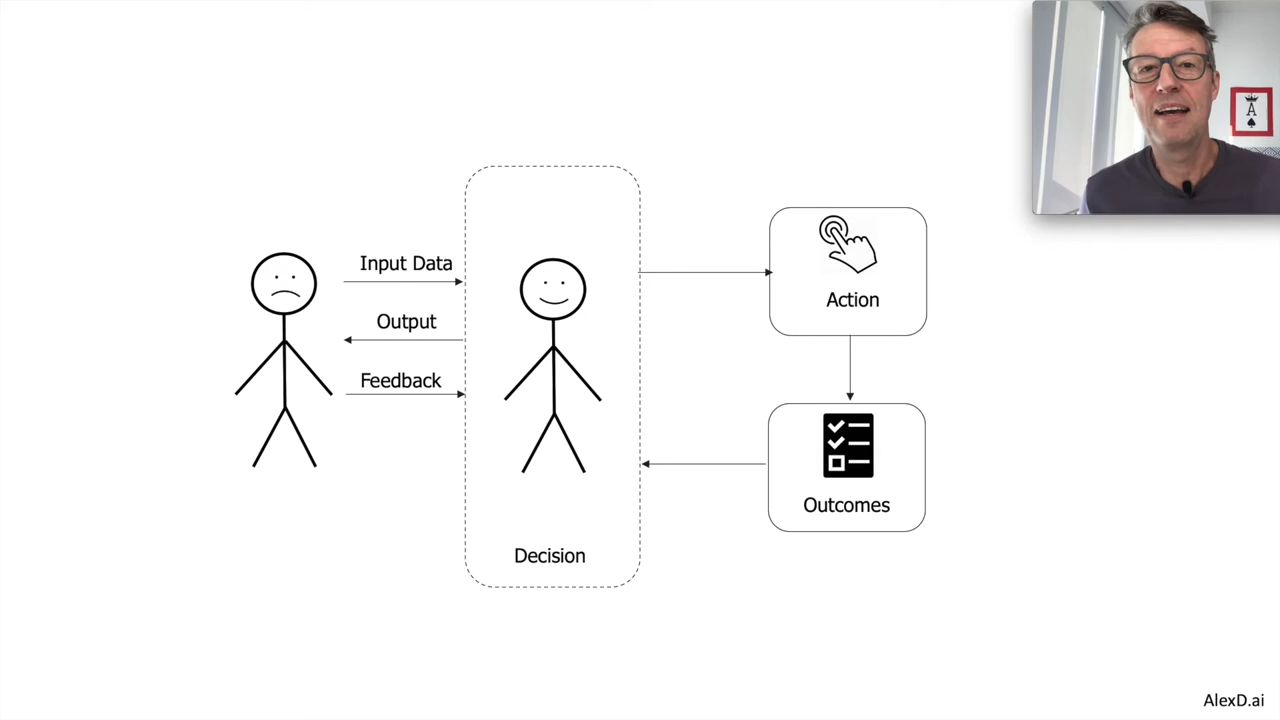 A
Input Data
Output
Feedback
Decision
Action
Outcomes
AlexD.ai